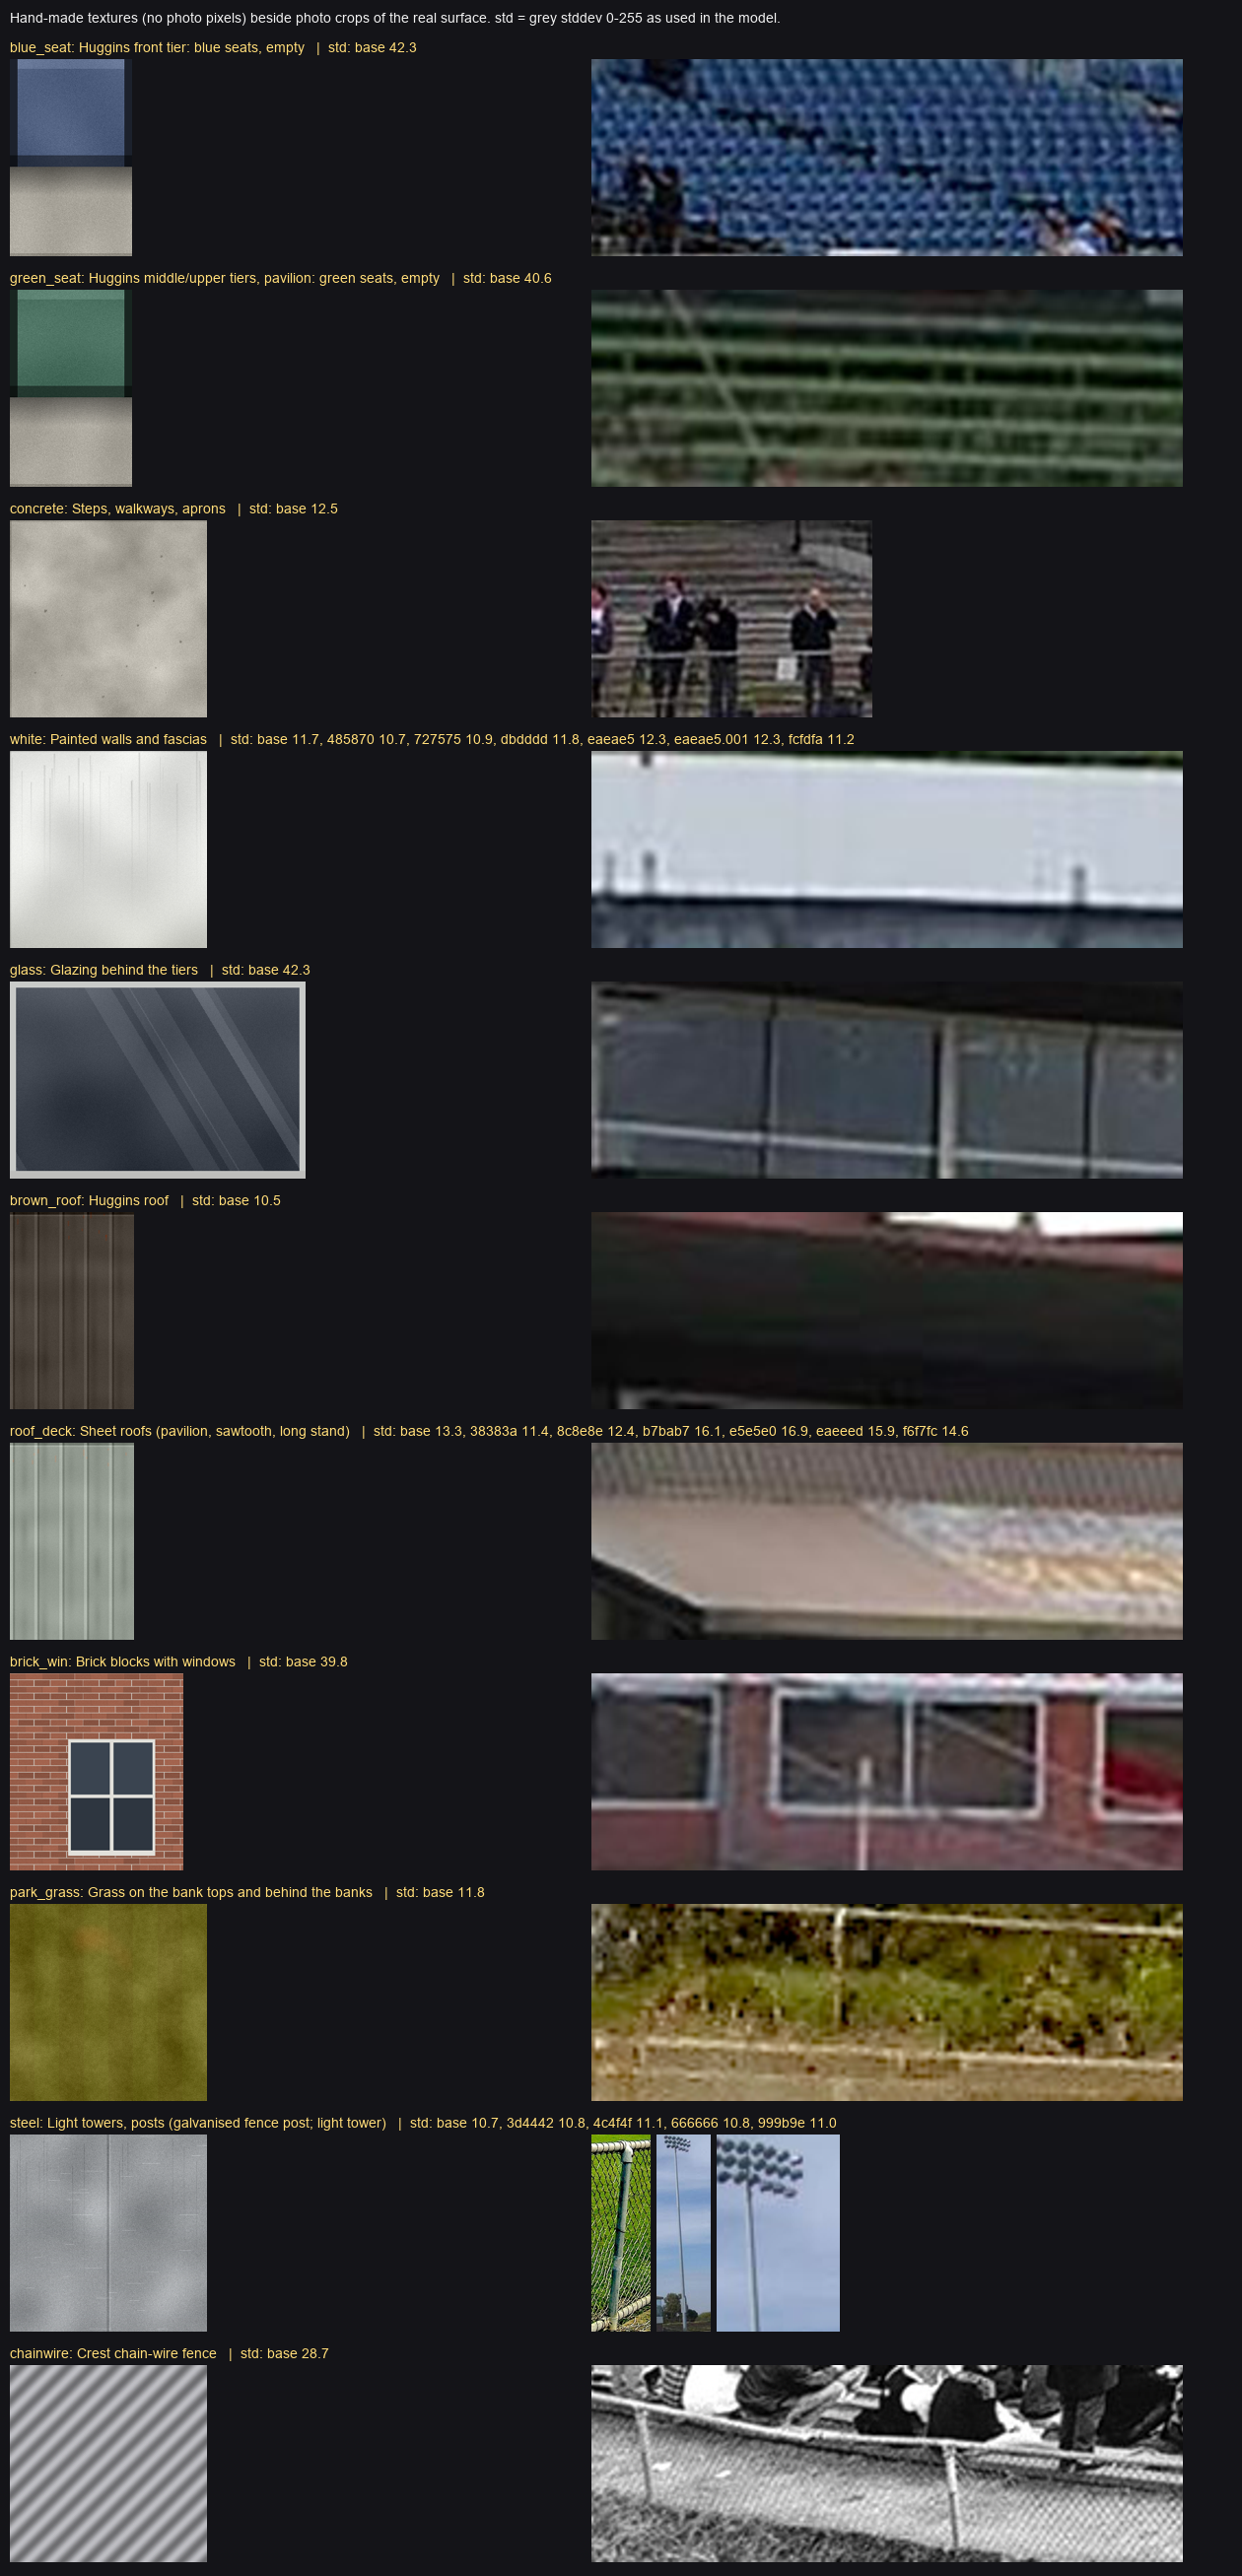 Hand-made textures (no photo pixels) beside photo crops of the real surface. std = grey stddev 0-255 as used in the model.
blue_seat: Huggins front tier: blue seats, empty | std: base 42.3
green_seat: Huggins middle/upper tiers, pavilion: green seats, empty | std: base 40.6
concrete: Steps, walkways, aprons | std: base 12.5
white: Painted walls and fascias | std: base 11.7, 485870 10.7, 727575 10.9, dbdddd 11.8, eaeae5 12.3, eaeae5.001 12.3, fcfdfa 11.2
glass: Glazing behind the tiers | std: base 42.3
brown_roof: Huggins roof | std: base 10.5
roof_deck: Sheet roofs (pavilion, sawtooth, long stand) | std: base 13.3, 38383a 11.4, 8c8e8e 12.4, b7bab7 16.1, e5e5e0 16.9, eaeeed 15.9, f6f7fc 14.6
brick_win: Brick blocks with windows | std: base 39.8
park_grass: Grass on the bank tops and behind the banks | std: base 11.8
steel: Light towers, posts (galvanised fence post; light tower) | std: base 10.7, 3d4442 10.8, 4c4f4f 11.1, 666666 10.8, 999b9e 11.0
chainwire: Crest chain-wire fence | std: base 28.7